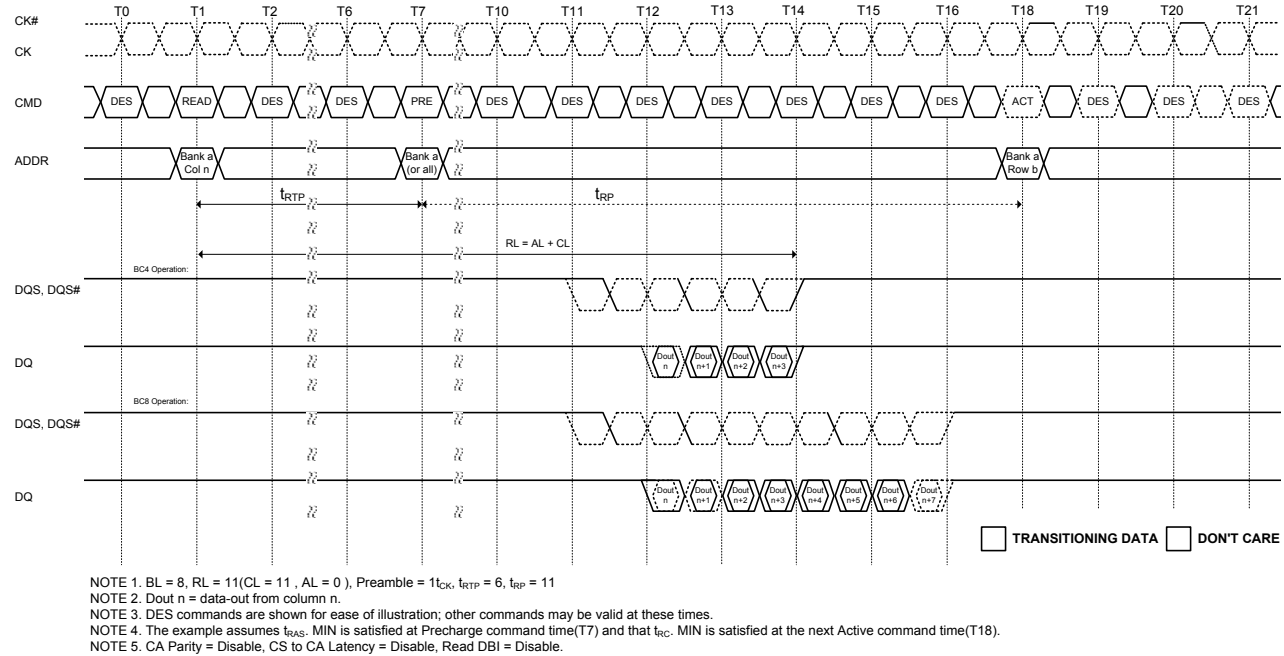 T0 T1 T2 T6 T7 T10 T11 T12 T13 T14 T15 T16 T18 T19 T20 T21
CK#
CK
CMD DES READ DES DES PRE DES DES DES DES DES DES DES ACT DES DES DES
ADDR Bank a Col n Bank a (or all) Bank a Row b
tRTP tRP
RL = AL + CL
BC4 Operation:
DQS, DQS#
DQ Dout n Dout n+1 Dout n+2 Dout n+3
BC8 Operation:
DQS, DQS#
DQ Dout n Dout n+1 Dout n+2 Dout n+3 Dout n+4 Dout n+5 Dout n+6 Dout n+7
TRANSITIONING DATA DON'T CARE
NOTE 1. BL = 8, RL = 11(CL = 11 , AL = 0 ), Preamble = 1tCK, tRTP = 6, tRP = 11
NOTE 2. Dout n = data-out from column n.
NOTE 3. DES commands are shown for ease of illustration; other commands may be valid at these times.
NOTE 4. The example assumes tRAS. MIN is satisfied at Precharge command time(T7) and that tRC. MIN is satisfied at the next Active command time(T18).
NOTE 5. CA Parity = Disable, CS to CA Latency = Disable, Read DBI = Disable.